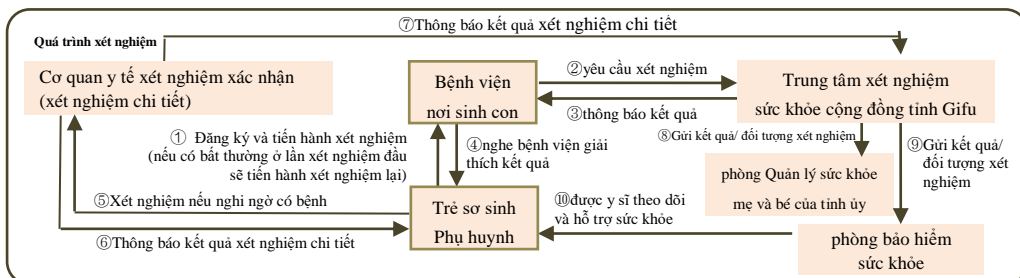 ⑦Thông báo kết quả xét nghiệm chi tiết
Quá trình xét nghiệm
Cơ quan y tế xét nghiệm xác nhận
(xét nghiệm chi tiết)
Bệnh viện
nơi sinh con
②yêu cầu xét nghiệm
③thông báo kết quả
Trung tâm xét nghiệm
sức khỏe cộng đồng tỉnh Gifu
① Đăng ký và tiến hành xét nghiệm
(nếu có bất thường ở lần xét nghiệm đầu
sẽ tiến hành xét nghiệm lại)
④nghe bệnh viện giải
thích kết quả
⑧Gửi kết quả/ đối tượng xét nghiệm
⑨Gửi kết quả/
đối tượng xét
nghiệm
phòng Quản lý sức khỏe
mẹ và bé của tỉnh ủy
⑤Xét nghiệm nếu nghi ngờ có bệnh
Trẻ sơ sinh
Phụ huynh
⑩được y sĩ theo dõi
và hỗ trợ sức khỏe
⑥Thông báo kết quả xét nghiệm chi tiết
phòng bảo hiểm
sức khỏe